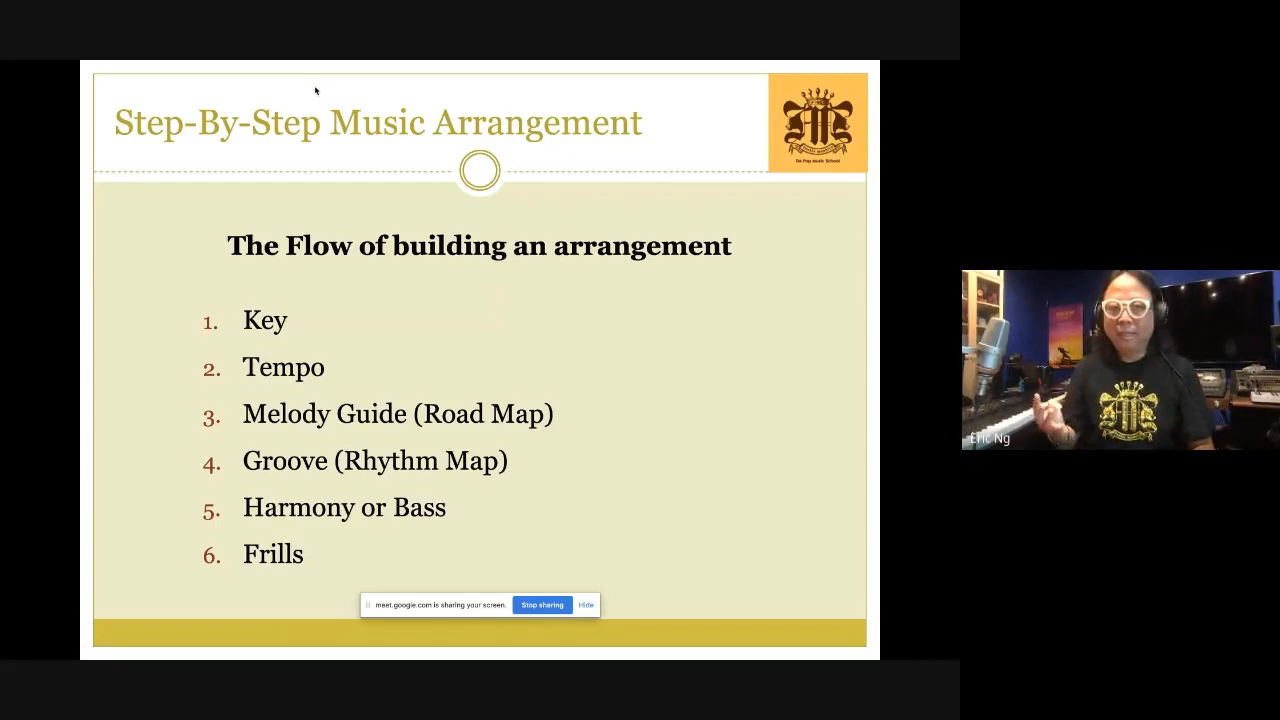 Step-By-Step Music Arrangement
The Flow of building an arrangement
1. Key
2. Tempo
3. Melody Guide (Road Map)
4. Groove (Rhythm Map)
5. Harmony or Bass
6. Frills
meet.google.com is sharing your screen. Stop sharing Hide
Eric Ng